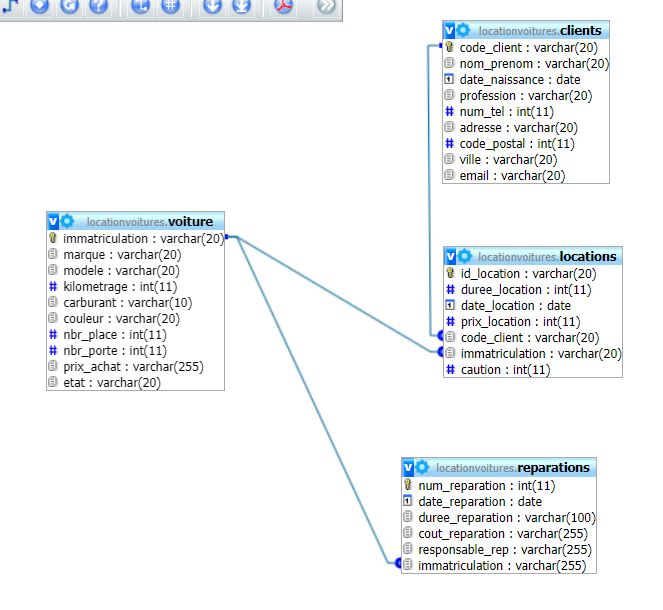 locationvoitures.clients
code_client : varchar(20)
nom_prenom : varchar(20)
date_naissance : date
profession : varchar(20)
num_tel : int(11)
adresse : varchar(20)
code_postal : int(11)
ville : varchar(20)
email : varchar(20)
locationvoitures.voiture
immatriculation : varchar(20)
marque : varchar(20)
modele : varchar(20)
kilometrage : int(11)
carburant : varchar(10)
couleur : varchar(20)
nbr_place : int(11)
nbr_porte : int(11)
prix_achat : varchar(255)
etat : varchar(20)
locationvoitures.locations
id_location : varchar(20)
duree_location : int(11)
date_location : date
prix_location : int(11)
code_client : varchar(20)
immatriculation : varchar(20)
caution : int(11)
locationvoitures.reparations
num_reparation : int(11)
date_reparation : date
duree_reparation : varchar(100)
cout_reparation : varchar(255)
responsable_rep : varchar(255)
immatriculation : varchar(255)